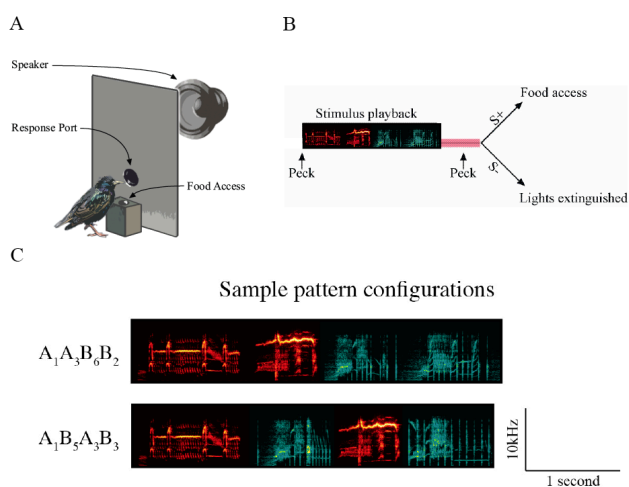 A
Speaker
Response Port
Food Access
B
Stimulus playback
Peck
Peck
S+
S-
Food access
Lights extinguished
C
Sample pattern configurations
A₁A₃B₆B₂
A₁B₅A₃B₃
10kHz
1 second